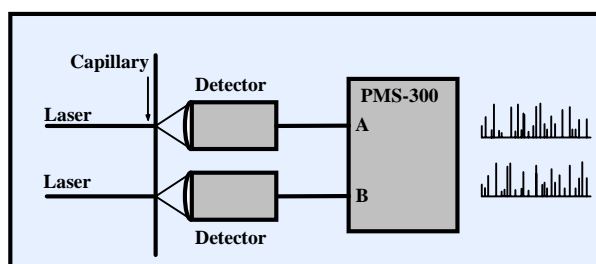 Capillary
Detector
PMS-300
Laser
A
Laser
B
Detector